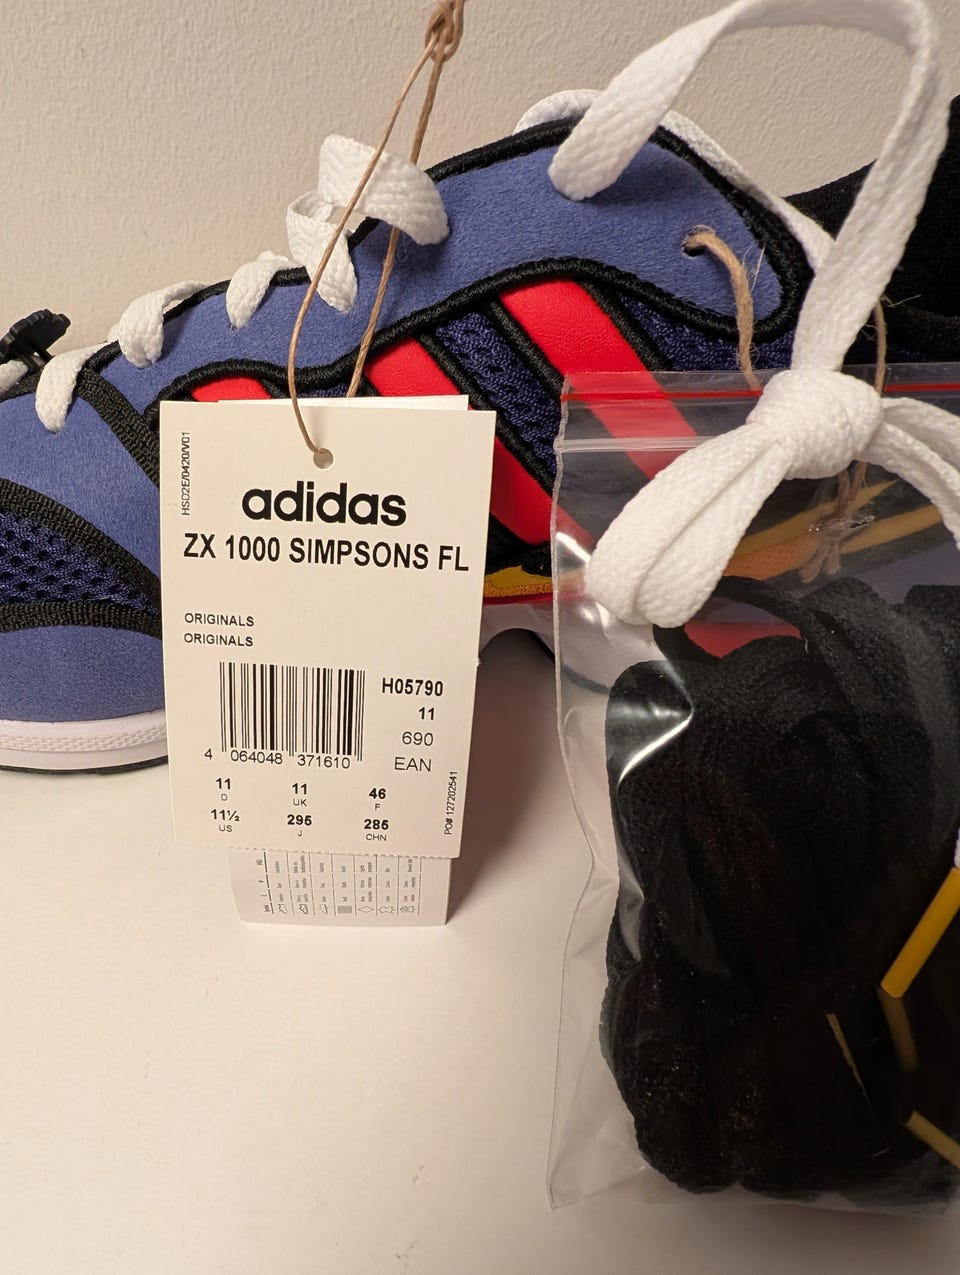 HSD2E/0420/V01
adidas
ZX 1000 SIMPSONS FL
ORIGINALS
ORIGINALS
H05790
11
690
EAN
4 064048 371610
11 11 46
D UK F
11½ 295 285
US J CHN
PO# 127202541